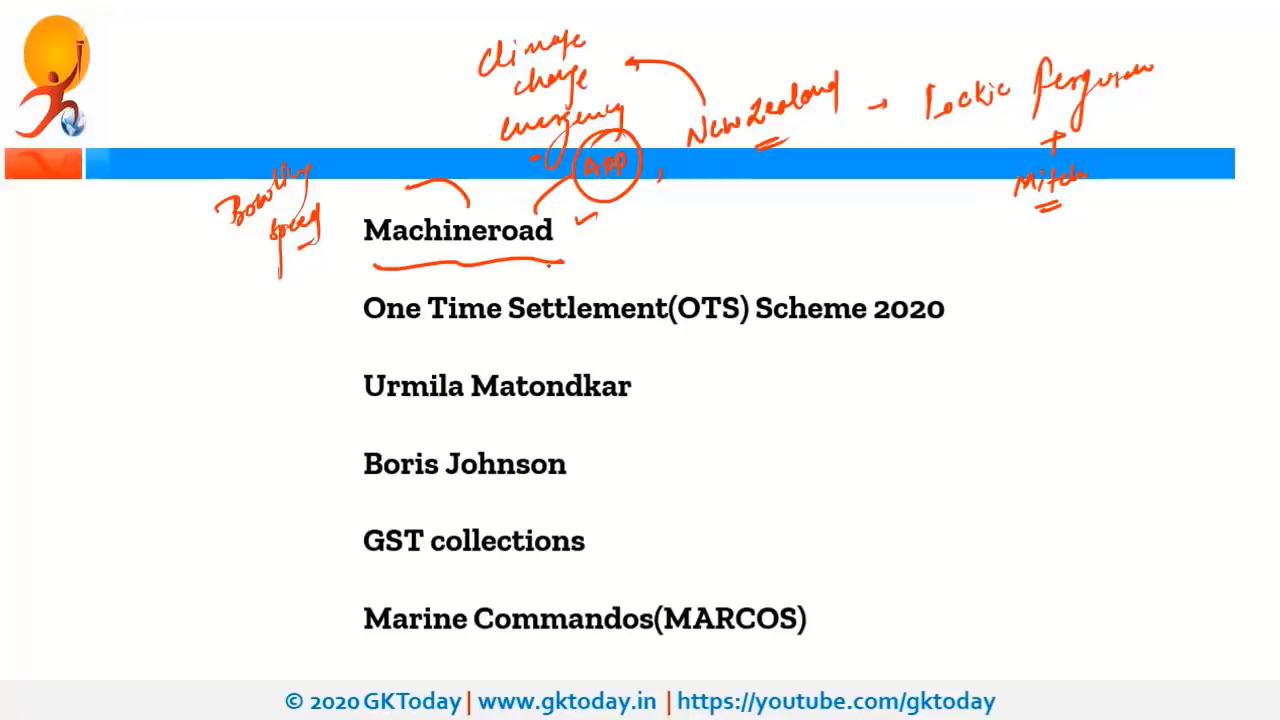 Climate
change
emergency
New Zealand → Lockie Ferguson
+
Mitch
APP,
Bowling
speed
Machineroad
One Time Settlement(OTS) Scheme 2020
Urmila Matondkar
Boris Johnson
GST collections
Marine Commandos(MARCOS)
© 2020 GKToday | www.gktoday.in | https://youtube.com/gktoday